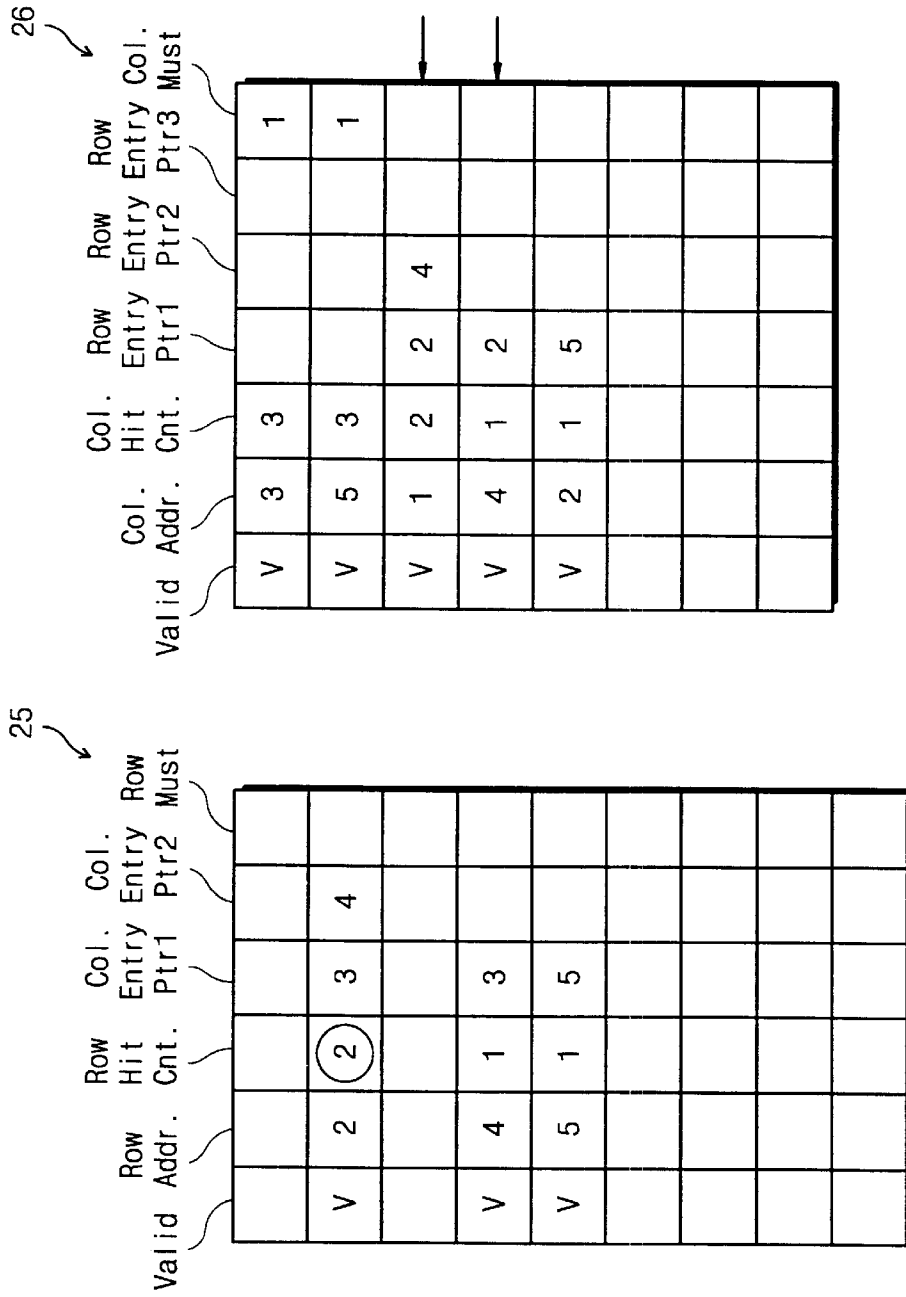 25
Valid
Row
Addr.
Row
Hit
Cnt.
Col.
Entry
Ptr1
Col.
Entry
Ptr2
Row
Must
V 2 2 3 4
V 4 1 3
V 5 1 5
26
Valid
Col.
Addr.
Col.
Hit
Cnt.
Row
Entry
Ptr1
Row
Entry
Ptr2
Row
Entry
Ptr3
Col.
Must
V 3 3 1
V 5 3 1
V 1 2 2 4
V 4 1 2
V 2 1 5